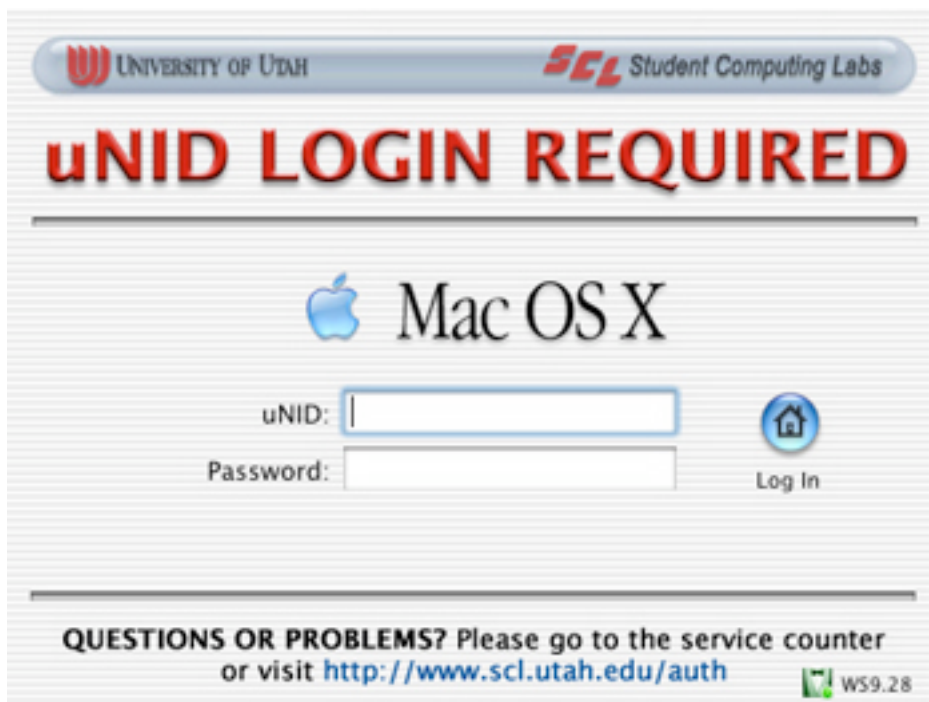 UNIVERSITY OF UTAH
SCL Student Computing Labs
uNID LOGIN REQUIRED
Mac OS X
uNID:
Password:
Log In
QUESTIONS OR PROBLEMS? Please go to the service counter
or visit http://www.scl.utah.edu/auth
WS9.28